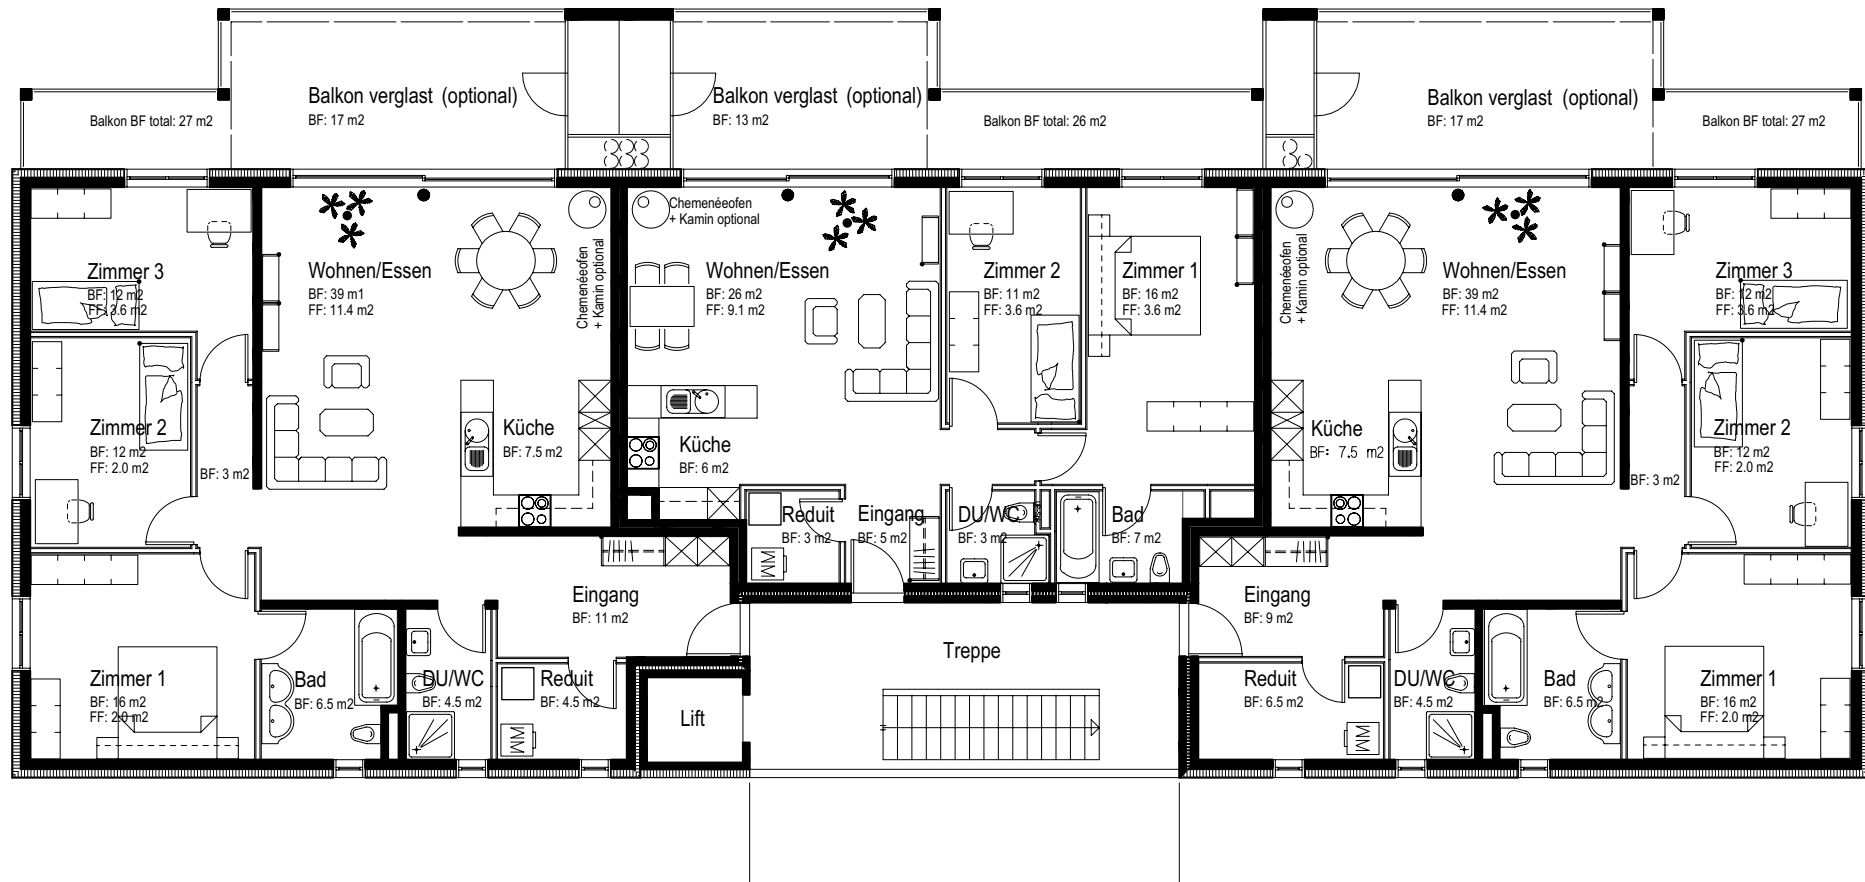 Balkon verglast (optional)
BF: 17 m2
Balkon BF total: 27 m2
Balkon verglast (optional)
BF: 13 m2
Balkon BF total: 26 m2
Balkon verglast (optional)
BF: 17 m2
Balkon BF total: 27 m2
Zimmer 3
BF: 12 m2
FF: 3.6 m2
Wohnen/Essen
BF: 39 m1
FF: 11.4 m2
Chemenéeofen
+ Kamin optional
Chemenéeofen
+ Kamin optional
Wohnen/Essen
BF: 26 m2
FF: 9.1 m2
Zimmer 2
BF: 11 m2
FF: 3.6 m2
Zimmer 1
BF: 16 m2
FF: 3.6 m2
Chemenéeofen
+ Kamin optional
Wohnen/Essen
BF: 39 m2
FF: 11.4 m2
Zimmer 3
BF: 12 m2
FF: 3.6 m2
Zimmer 2
BF: 12 m2
FF: 2.0 m2
BF: 3 m2
Küche
BF: 7.5 m2
Küche
BF: 6 m2
Küche
BF: 7.5 m2
BF: 3 m2
Zimmer 2
BF: 12 m2
FF: 2.0 m2
Reduit
BF: 3 m2
WM
Eingang
BF: 5 m2
DU/WC
BF: 3 m2
Bad
BF: 7 m2
Eingang
BF: 11 m2
Eingang
BF: 9 m2
Treppe
Zimmer 1
BF: 16 m2
FF: 2.0 m2
Bad
BF: 6.5 m2
DU/WC
BF: 4.5 m2
Reduit
BF: 4.5 m2
WM
Lift
Reduit
BF: 6.5 m2
WM
DU/WC
BF: 4.5 m2
Bad
BF: 6.5 m2
Zimmer 1
BF: 16 m2
FF: 2.0 m2